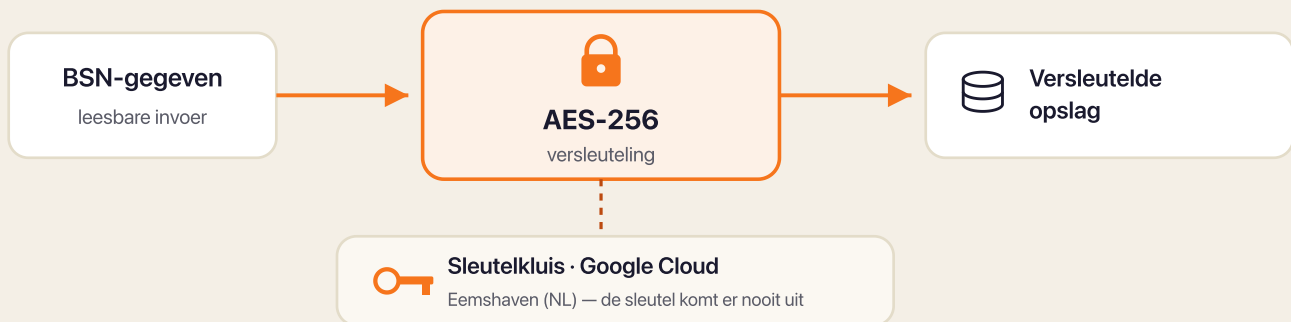 BSN-gegeven
leesbare invoer
AES-256
versleuteling
Versleutelde
opslag
Sleutelkluis · Google Cloud
Eemshaven (NL) — de sleutel komt er nooit uit